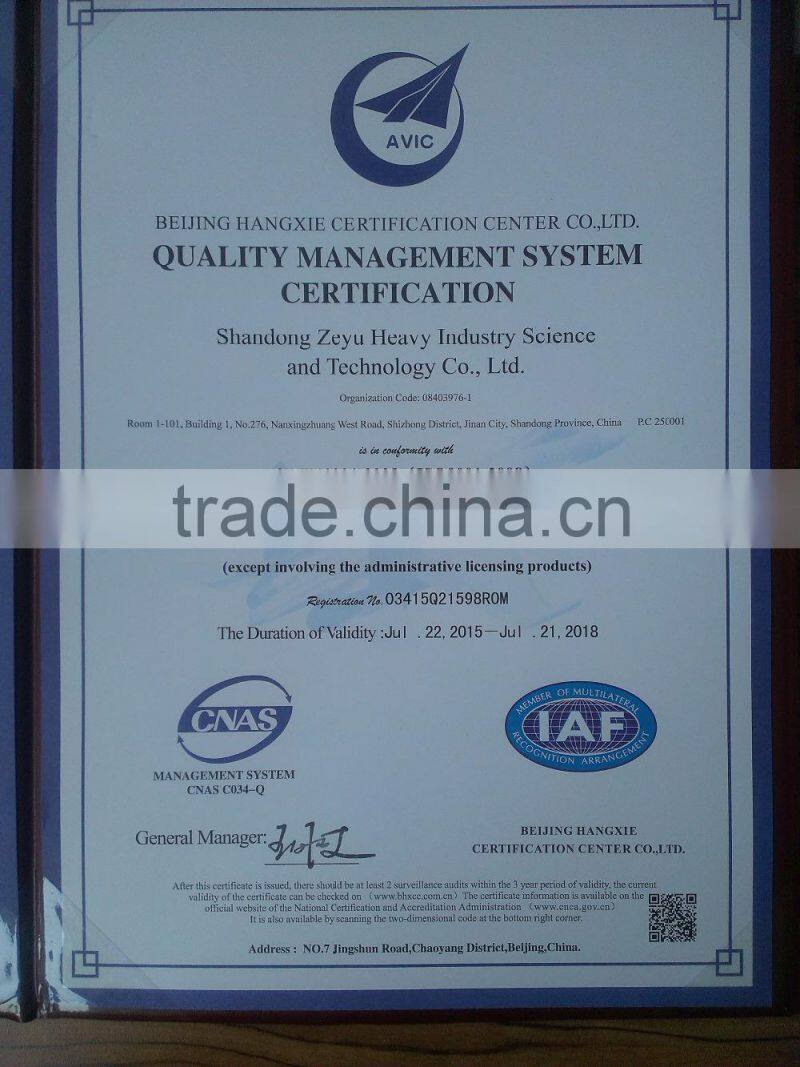 AVIC
BEIJING HANGXIE CERTIFICATION CENTER CO.,LTD.
QUALITY MANAGEMENT SYSTEM
CERTIFICATION
Shandong Zeyu Heavy Industry Science
and Technology Co., Ltd.
Organization Code: 08403976-1
Room 1-101, Building 1, No.276, Nanxingzhuang West Road, Shizhong District, Jinan City, Shandong Province, China P.C 250001
is in conformity with
trade.china.cn
(except involving the administrative licensing products)
Registration No. 03415Q21598R0M
The Duration of Validity :Jul .22,2015—Jul .21,2018
CNAS
MANAGEMENT SYSTEM
CNAS C034-Q
MEMBER OF MULTILATERAL
IAF
RECOGNITION ARRANGEMENT
General Manager:
BEIJING HANGXIE
CERTIFICATION CENTER CO.,LTD.
After this certificate is issued, there should be at least 2 surveillance audits within the 3 year period of validity, the current
validity of the certificate can be checked on （www.bhxcc.com.cn）The certificate information is available on the
official website of the National Certification and Accreditation Administration （www.cnca.gov.cn）
It is also available by scanning the two-dimensional code at the bottom right corner.
Address : NO.7 Jingshun Road,Chaoyang District,Beijing,China.